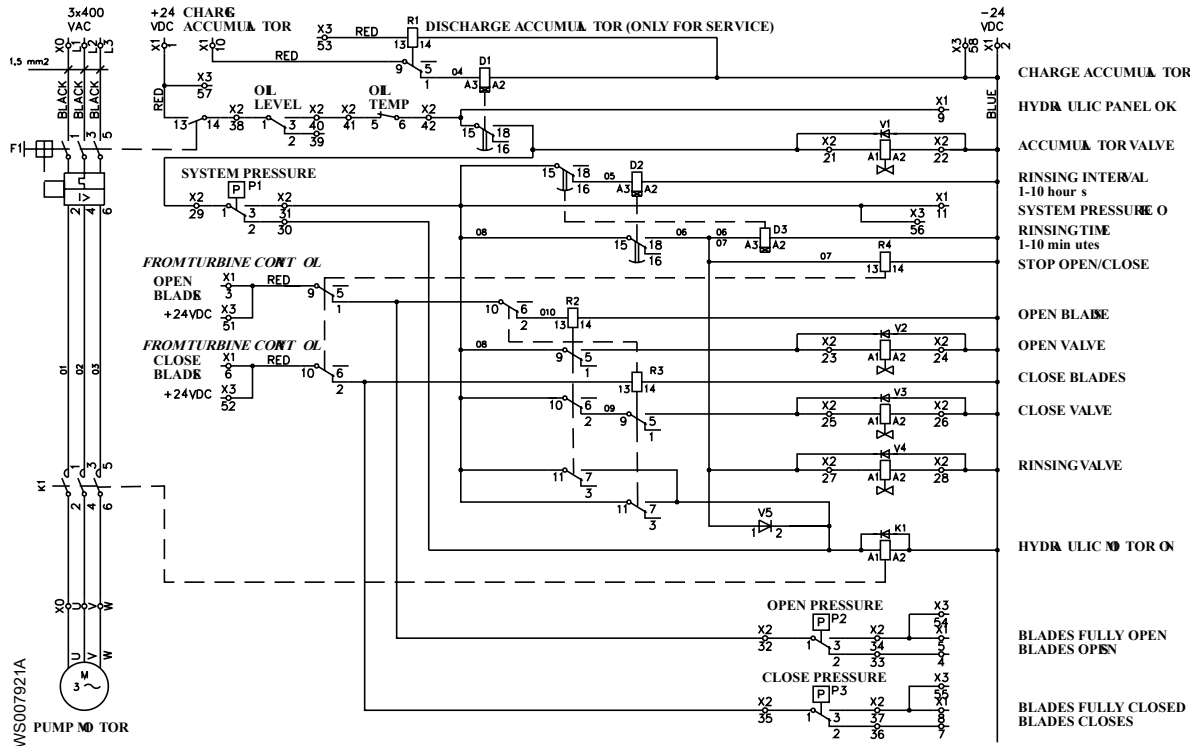 3x400 VAC
+24 VDC
CHARG ACCUMUL TOR
DISCHARGE ACCUMUL TOR (ONLY FOR SERVICE)
-24 VDC
X0 L1 L2 L3
X1 1
X1 10
X3 53 RED R1 13 14
X3 58
X1 2
1,5 mm2
BLACK BLACK BLACK
RED
RED 9 5 1 04 D1 A3 A2
CHARGE ACCUMUL TOR
X3 57
OIL LEVEL
OIL TEMP
BLUE
13 14 X2 38 1 3 2 X2 40 39 X2 41 5 6 X2 42
X1 9
HYDRA ULIC PANEL OK
F1 1 3 5
15 18 16
V1 X2 21 A1 A2 X2 22
ACCUMUL TOR VALVE
I>
2 4 6
SYSTEM PRESSURE
15 18 16 05 D2 A3 A2
RINSING INTERVAL
1-10 hour s
X2 29 P P1 1 3 2 X2 31 30
X1 11
X3 56
SYSTEM PRESSURE O
08 15 18 16 06 06 07 D3 A3 A2
RINSING TIME
1-10 min utes
07 R4 13 14
STOP OPEN/CLOSE
FROM TURBINE CONT OL
OPEN BLADE
X1 3 RED 9 5 1
+24VDC X3 51
10 6 2 010 R2 13 14
OPEN BLADE
FROM TURBINE CONT OL
08 9 5 1
V2 X2 23 A1 A2 X2 24
OPEN VALVE
CLOSE BLADE
X1 6 RED 10 6 2
R3 13 14
CLOSE BLADES
+24VDC X3 52
01 02 03
10 6 2 09 9 5 1
V3 X2 25 A1 A2 X2 26
CLOSE VALVE
V4 X2 27 A1 A2 X2 28
RINSING VALVE
K1 1 3 5
2 4 6
11 7 3
11 7 3
V5 1 2
K1 A1 A2
HYDRA ULIC M TOR ON
X0 U V W
OPEN PRESSURE
X2 32 P P2 1 3 2 X2 34 33
X3 54
X1 5 4
BLADES FULLY OPEN
BLADES OPEN
U V W
M 3 ~
CLOSE PRESSURE
X2 35 P P3 1 3 2 X2 37 36
X3 55
X1 8 7
BLADES FULLY CLOSED
BLADES CLOSES
PUMP M TOR
WS007921A